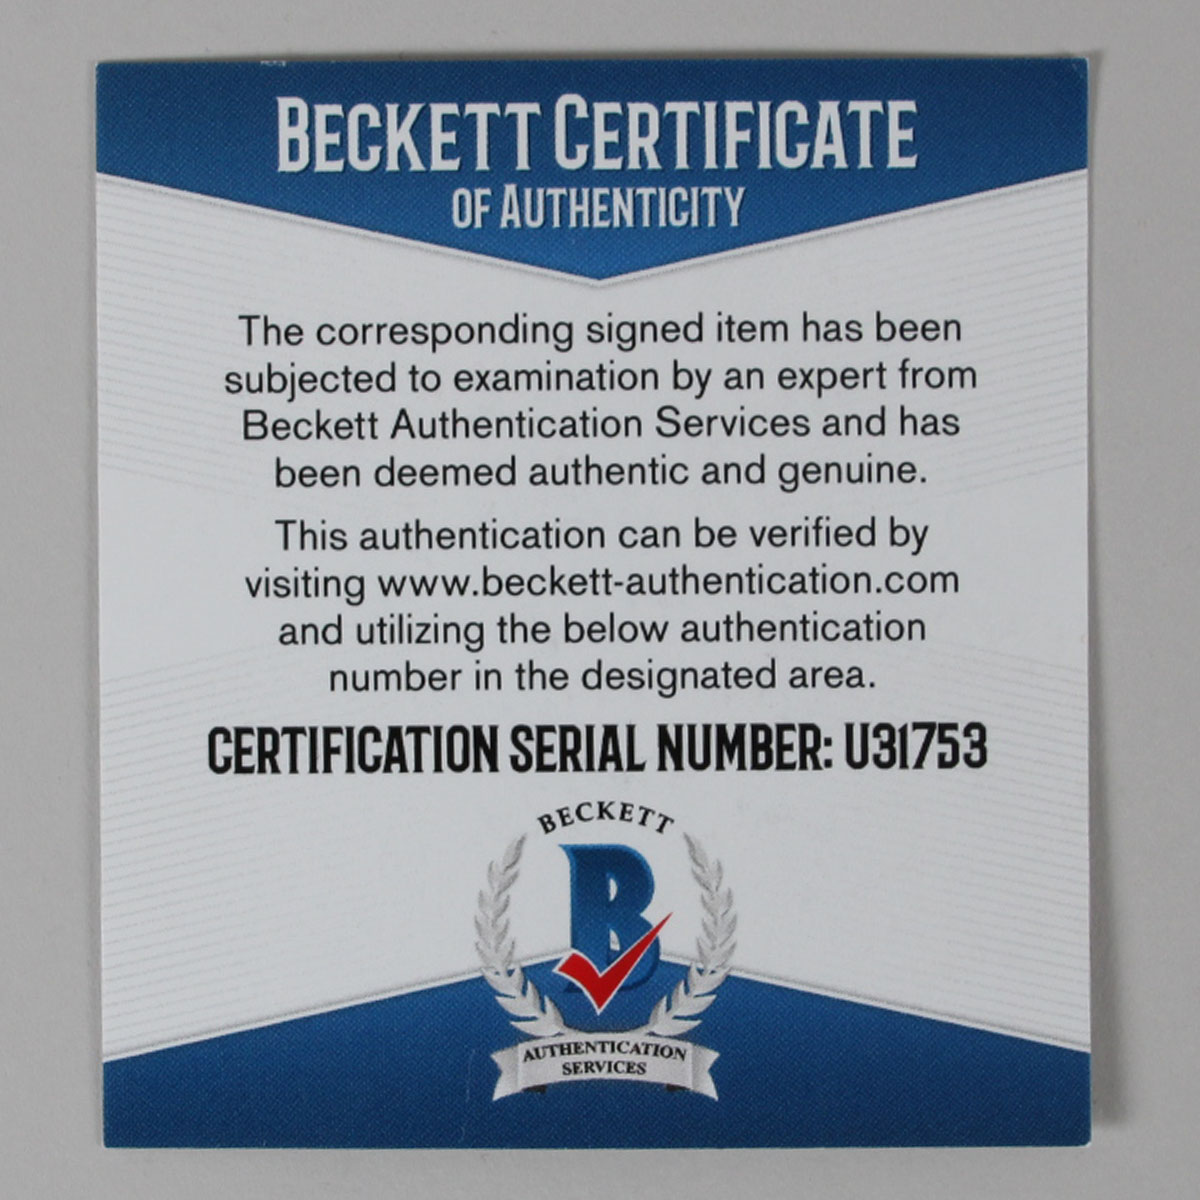 BECKETT CERTIFICATE
OF AUTHENTICITY
The corresponding signed item has been
subjected to examination by an expert from
Beckett Authentication Services and has
been deemed authentic and genuine.
This authentication can be verified by
visiting www.beckett-authentication.com
and utilizing the below authentication
number in the designated area.
CERTIFICATION SERIAL NUMBER: U31753
BECKETT
B
AUTHENTICATION
SERVICES